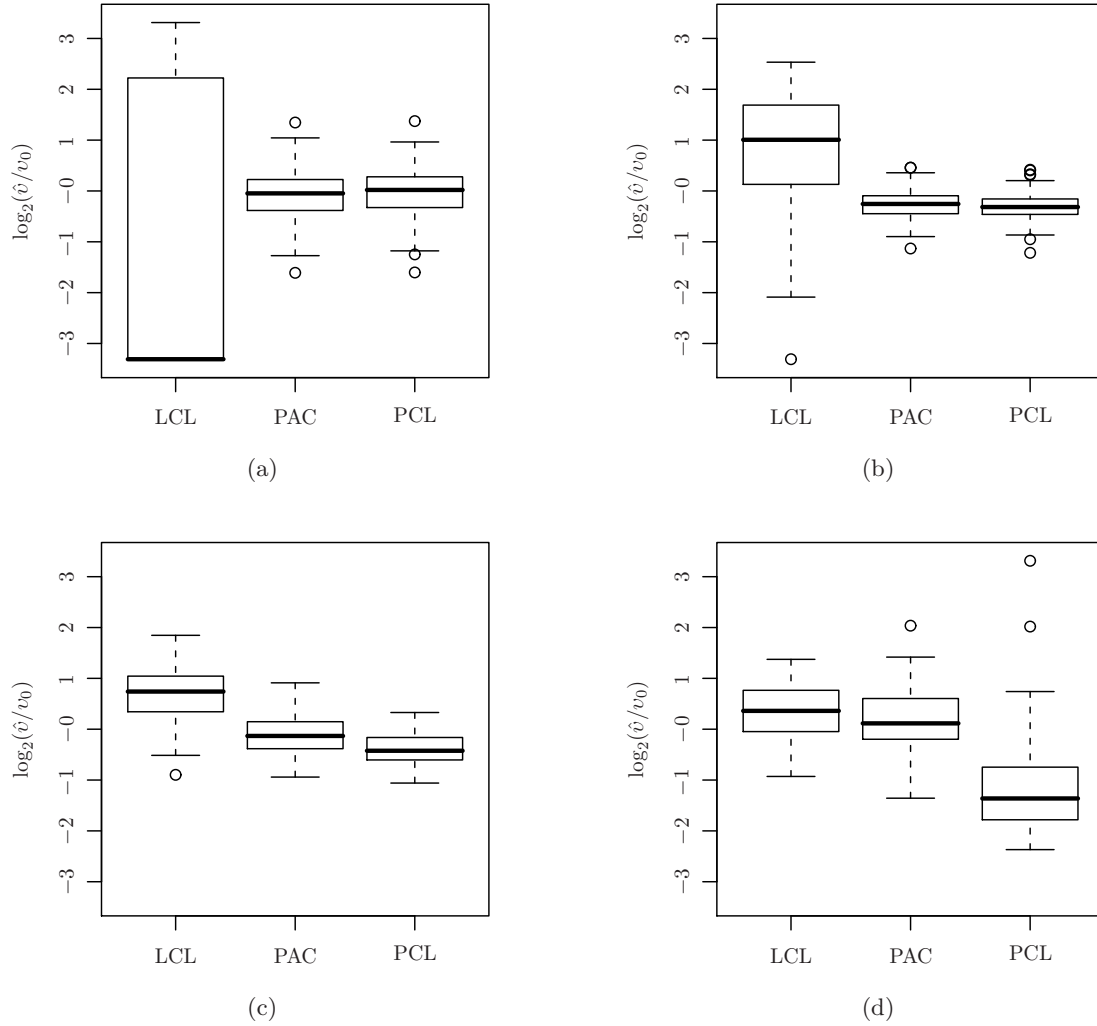 log₂(v̂/v₀)
3
2
1
−0
−1
−2
−3
LCL PAC PCL
(a)
log₂(v̂/v₀)
3
2
1
−0
−1
−2
−3
LCL PAC PCL
(b)
log₂(v̂/v₀)
3
2
1
−0
−1
−2
−3
LCL PAC PCL
(c)
log₂(v̂/v₀)
3
2
1
−0
−1
−2
−3
LCL PAC PCL
(d)